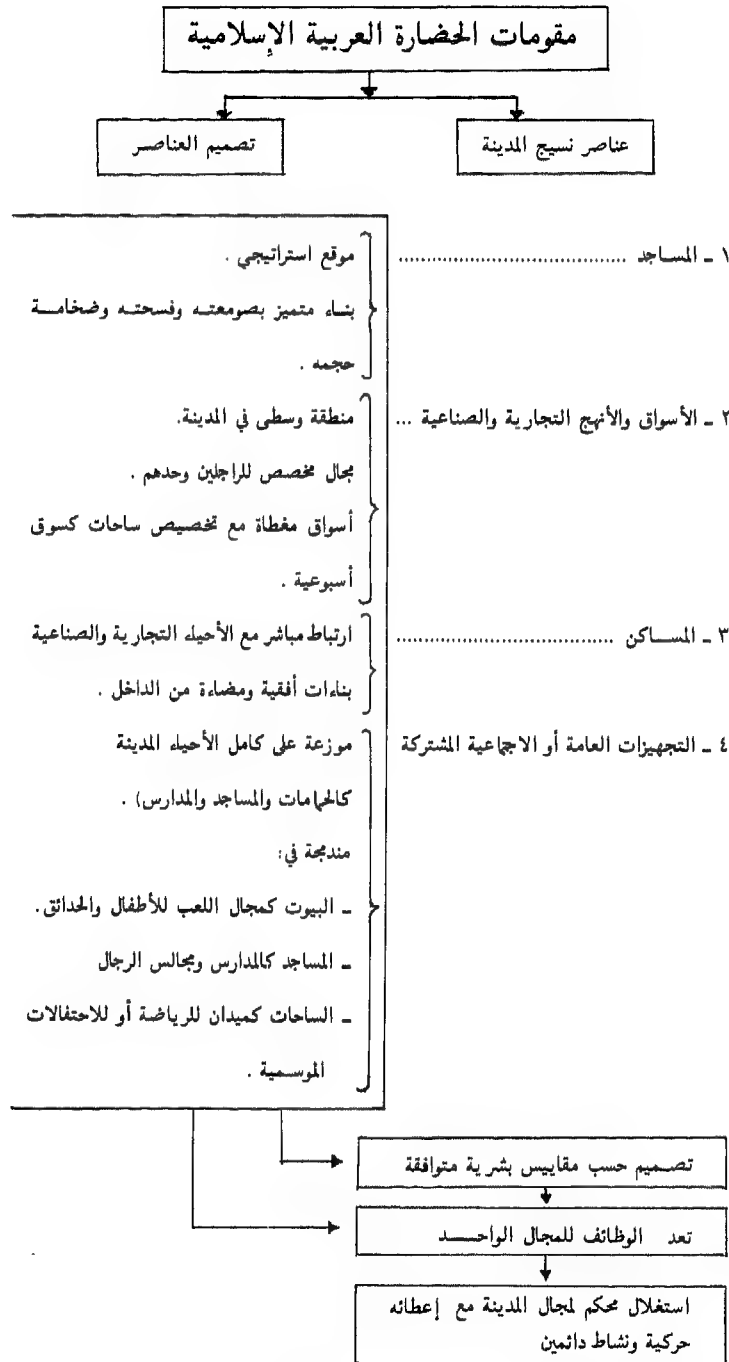 مقومات الحضارة العربية الإسلامية
عناصر نسيج المدينة
تصميم العناصر
١ ـ المساجد ......................................
موقع استراتيجي .
بناء متميز بصومعته وفسحته وضخامة
حجمه .
٢ ـ الأسواق والأنهج التجارية والصناعية ...
منطقة وسطى في المدينة.
مجال مخصص للراجلين وحدهم .
أسواق مغطاة مع تخصيص ساحات كسوق
أسبوعية .
٣ ـ المساكن ....................................
ارتباط مباشر مع الأحياء التجارية والصناعية
بناءات أفقية ومضاءة من الداخل .
٤ ـ التجهيزات العامة أو الاجتماعية المشتركة
موزعة على كامل الأحياء المدينة
كالحمامات والمساجد والمدارس) .
مندمجة في:
ـ البيوت كمجال اللعب للأطفال والحدائق.
ـ المساجد كالمدارس ومجالس الرجال
ـ الساحات كميدان للرياضة أو للاحتفالات
الموسمية .
تصميم حسب مقاييس بشرية متوافقة
تعد الوظائف للمجال الواحد
استغلال محكم لمجال المدينة مع إعطائه
حركية ونشاط دائمين